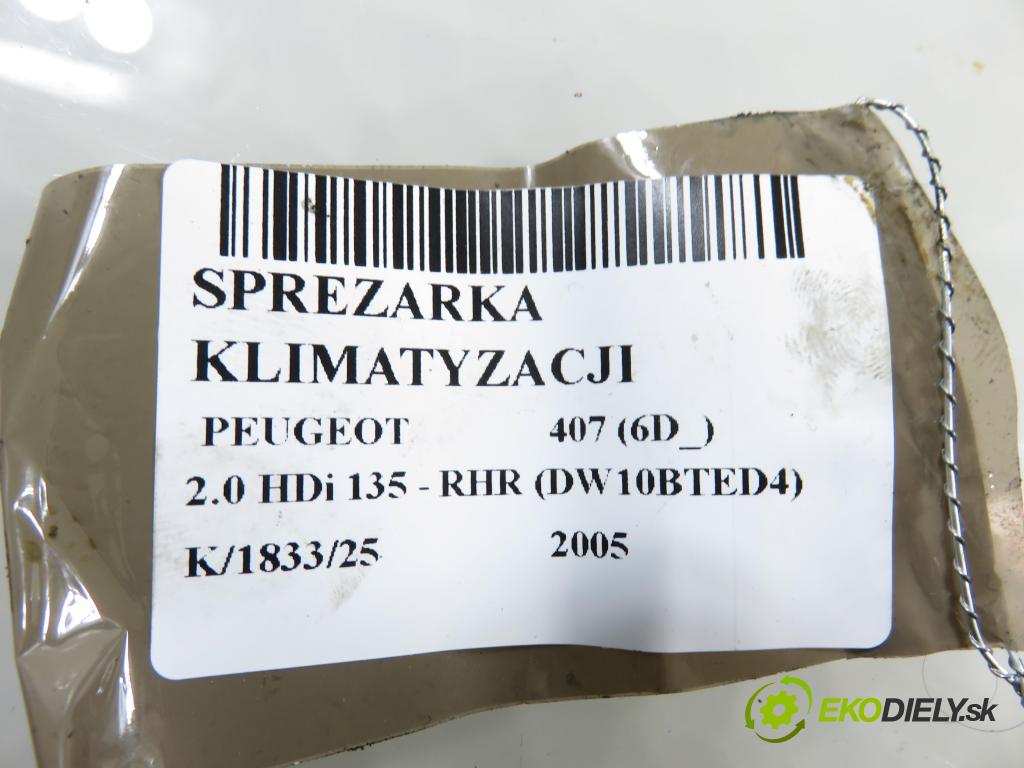 SPREZARKA
KLIMATYZACJI
PEUGEOT 407 (6D_)
2.0 HDi 135 - RHR (DW10BTED4)
K/1833/25 2005
EKODIELY.sk